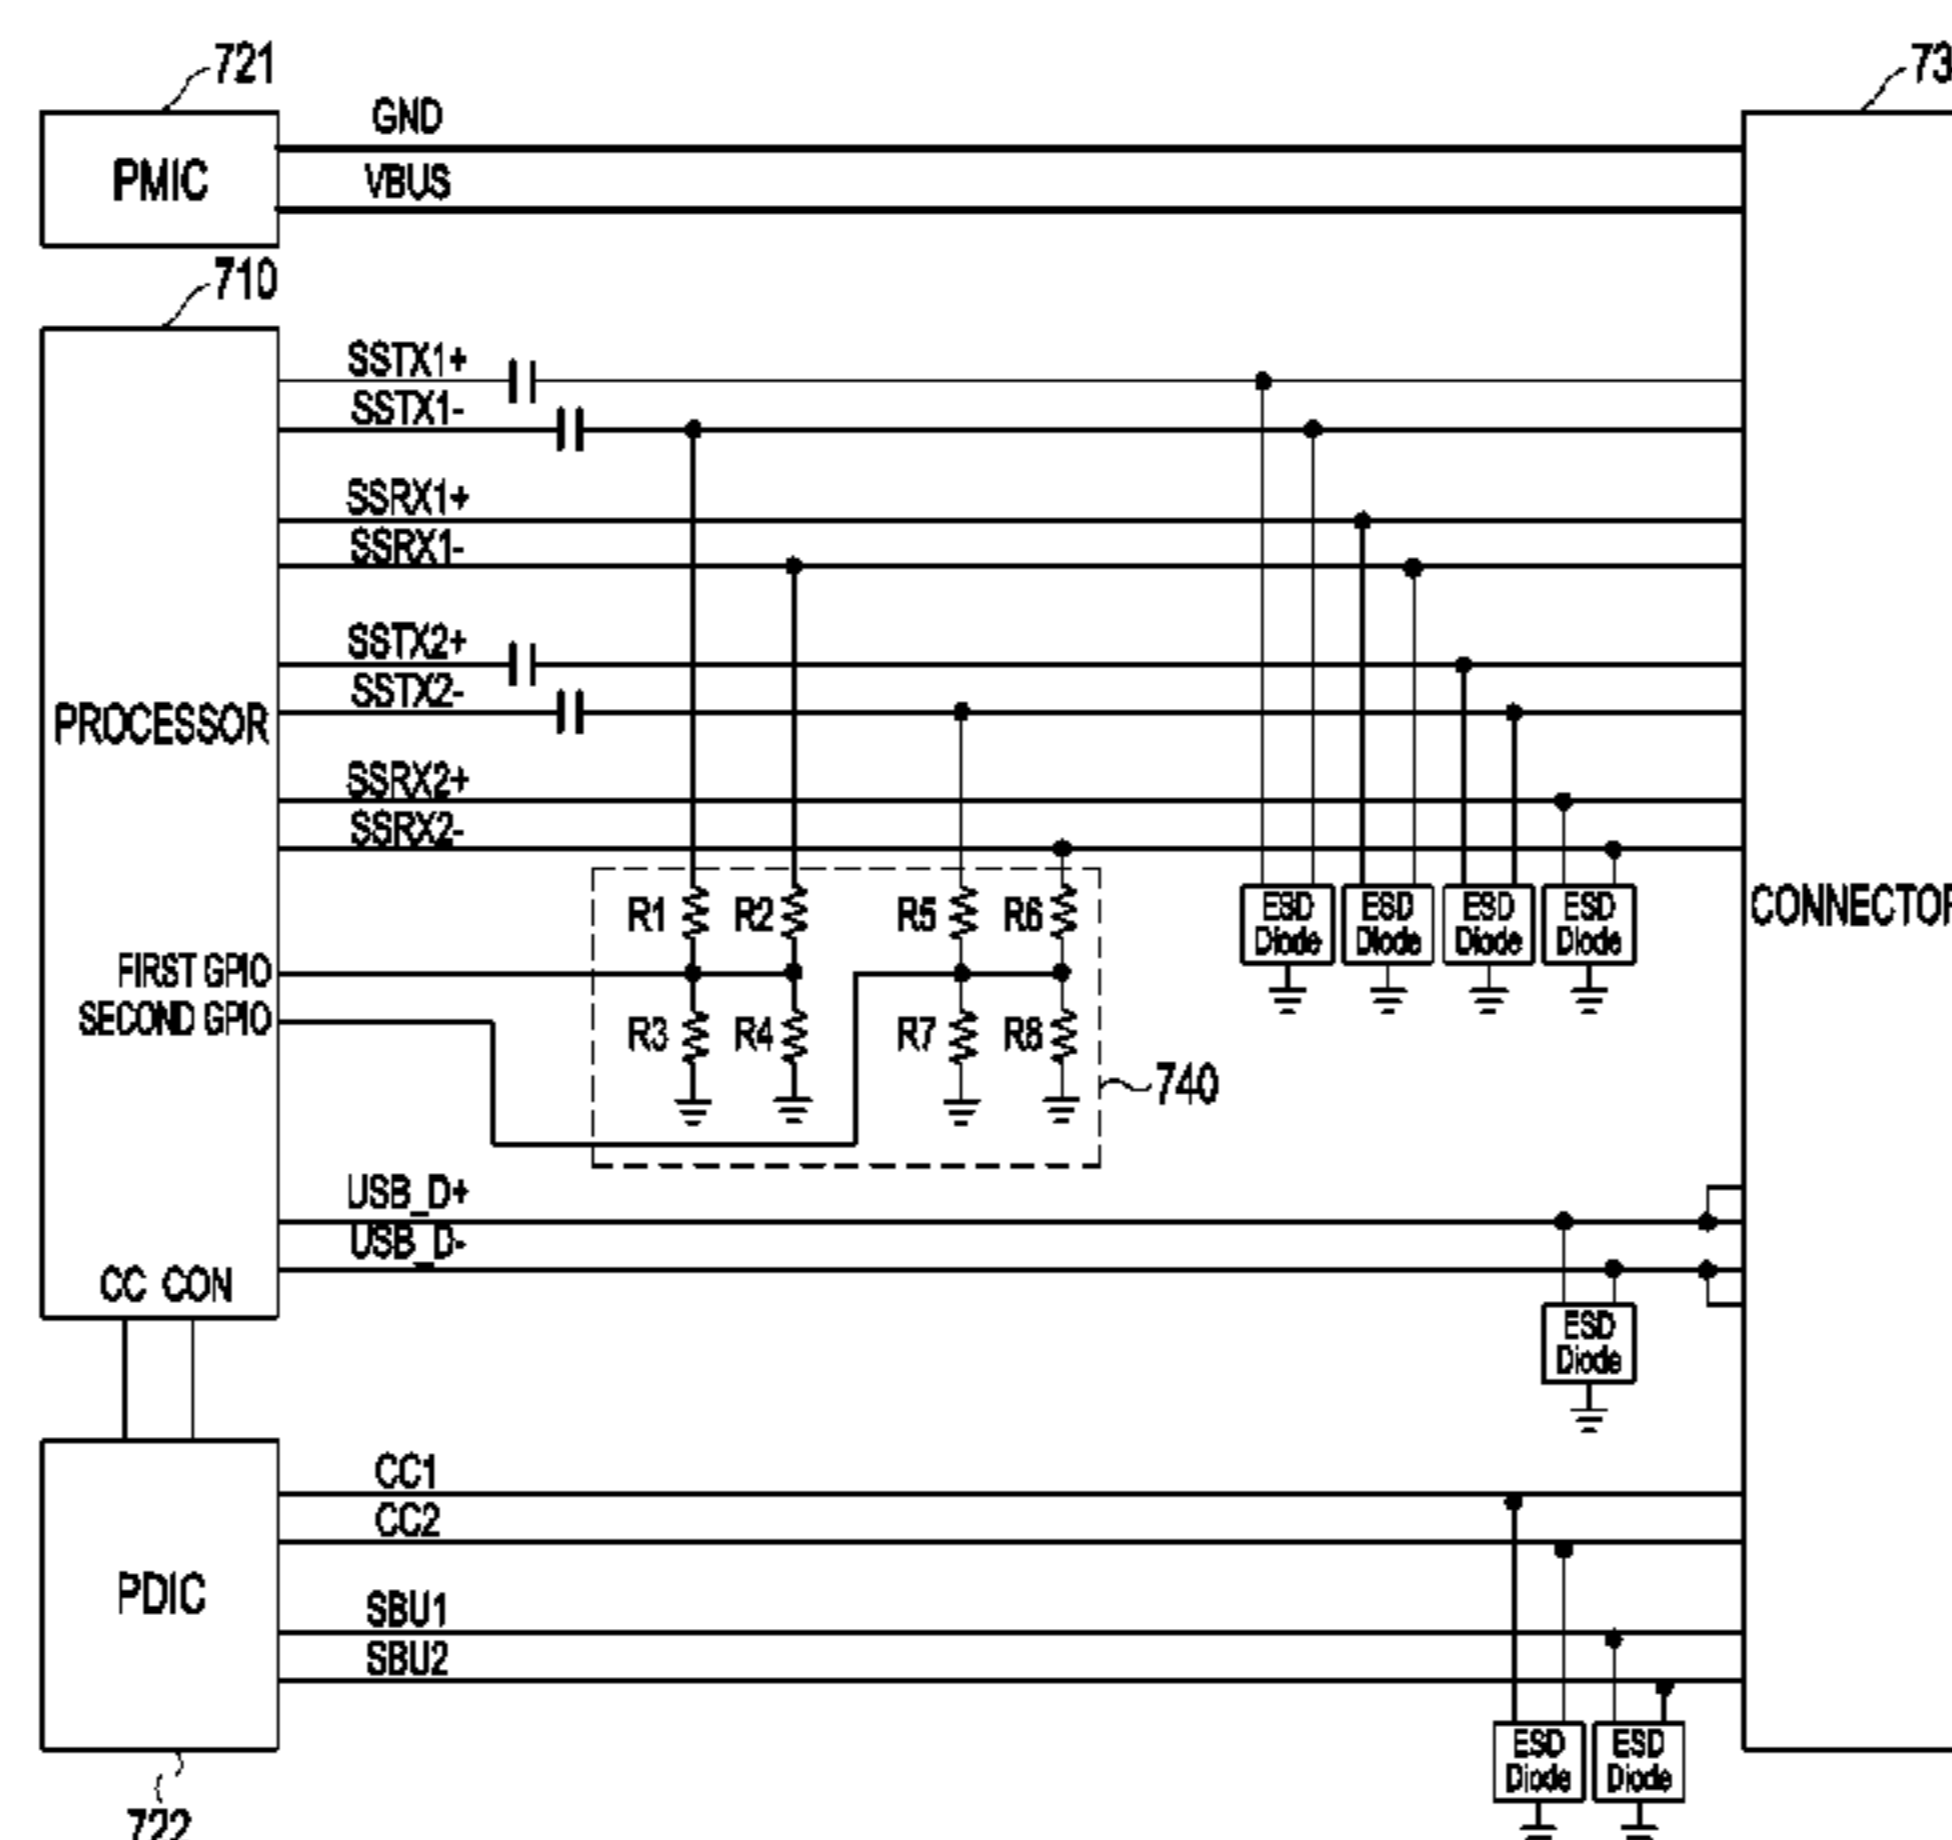 721
73
GND
PMIC
VBUS
710
SSTX1+
SSTX1-
SSRX1+
SSRX1-
SSTX2+
SSTX2-
PROCESSOR
SSRX2+
SSRX2-
CONNECTOR
R1 R2 R5 R6
ESD Diode
ESD Diode
ESD Diode
ESD Diode
FIRST GPIO
SECOND GPIO
R3 R4 R7 R8
740
USB_D+
USB_D-
CC CON
ESD Diode
CC1
CC2
PDIC
SBU1
SBU2
ESD Diode
ESD Diode
722